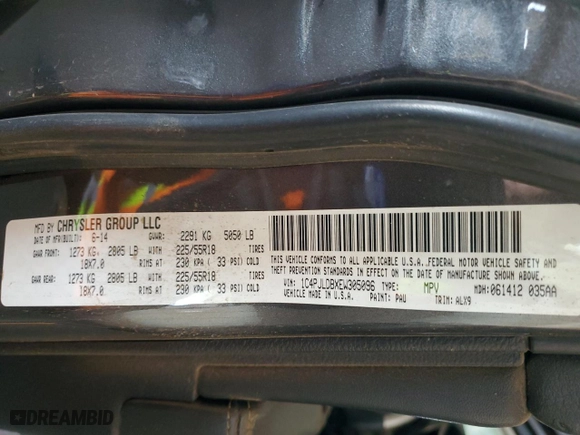 MFD BY CHRYSLER GROUP LLC
DATE OF MFR(BUILT): 6-14 GVWR: 2291 KG 5050 LB
GAWR FRONT: 1273 KG 2805 LB WITH 225/55R18 TIRES
18X7.0 RIMS AT 230 KPA ( 33 PSI) COLD
GAWR REAR: 1273 KG 2805 LB WITH 225/55R18 TIRES
18X7.0 RIMS AT 230 KPA ( 33 PSI) COLD
THIS VEHICLE CONFORMS TO ALL APPLICABLE U.S.A. FEDERAL MOTOR VEHICLE SAFETY AND
THEFT PREVENTION STANDARDS IN EFFECT ON THE DATE OF MANUFACTURE SHOWN ABOVE.
VIN: 1C4PJLDBXEW305096 TYPE: MPV MDH: 061412 035AA
VEHICLE MADE IN U.S.A. PAINT: PAU TRIM: ALX9
DREAMBID